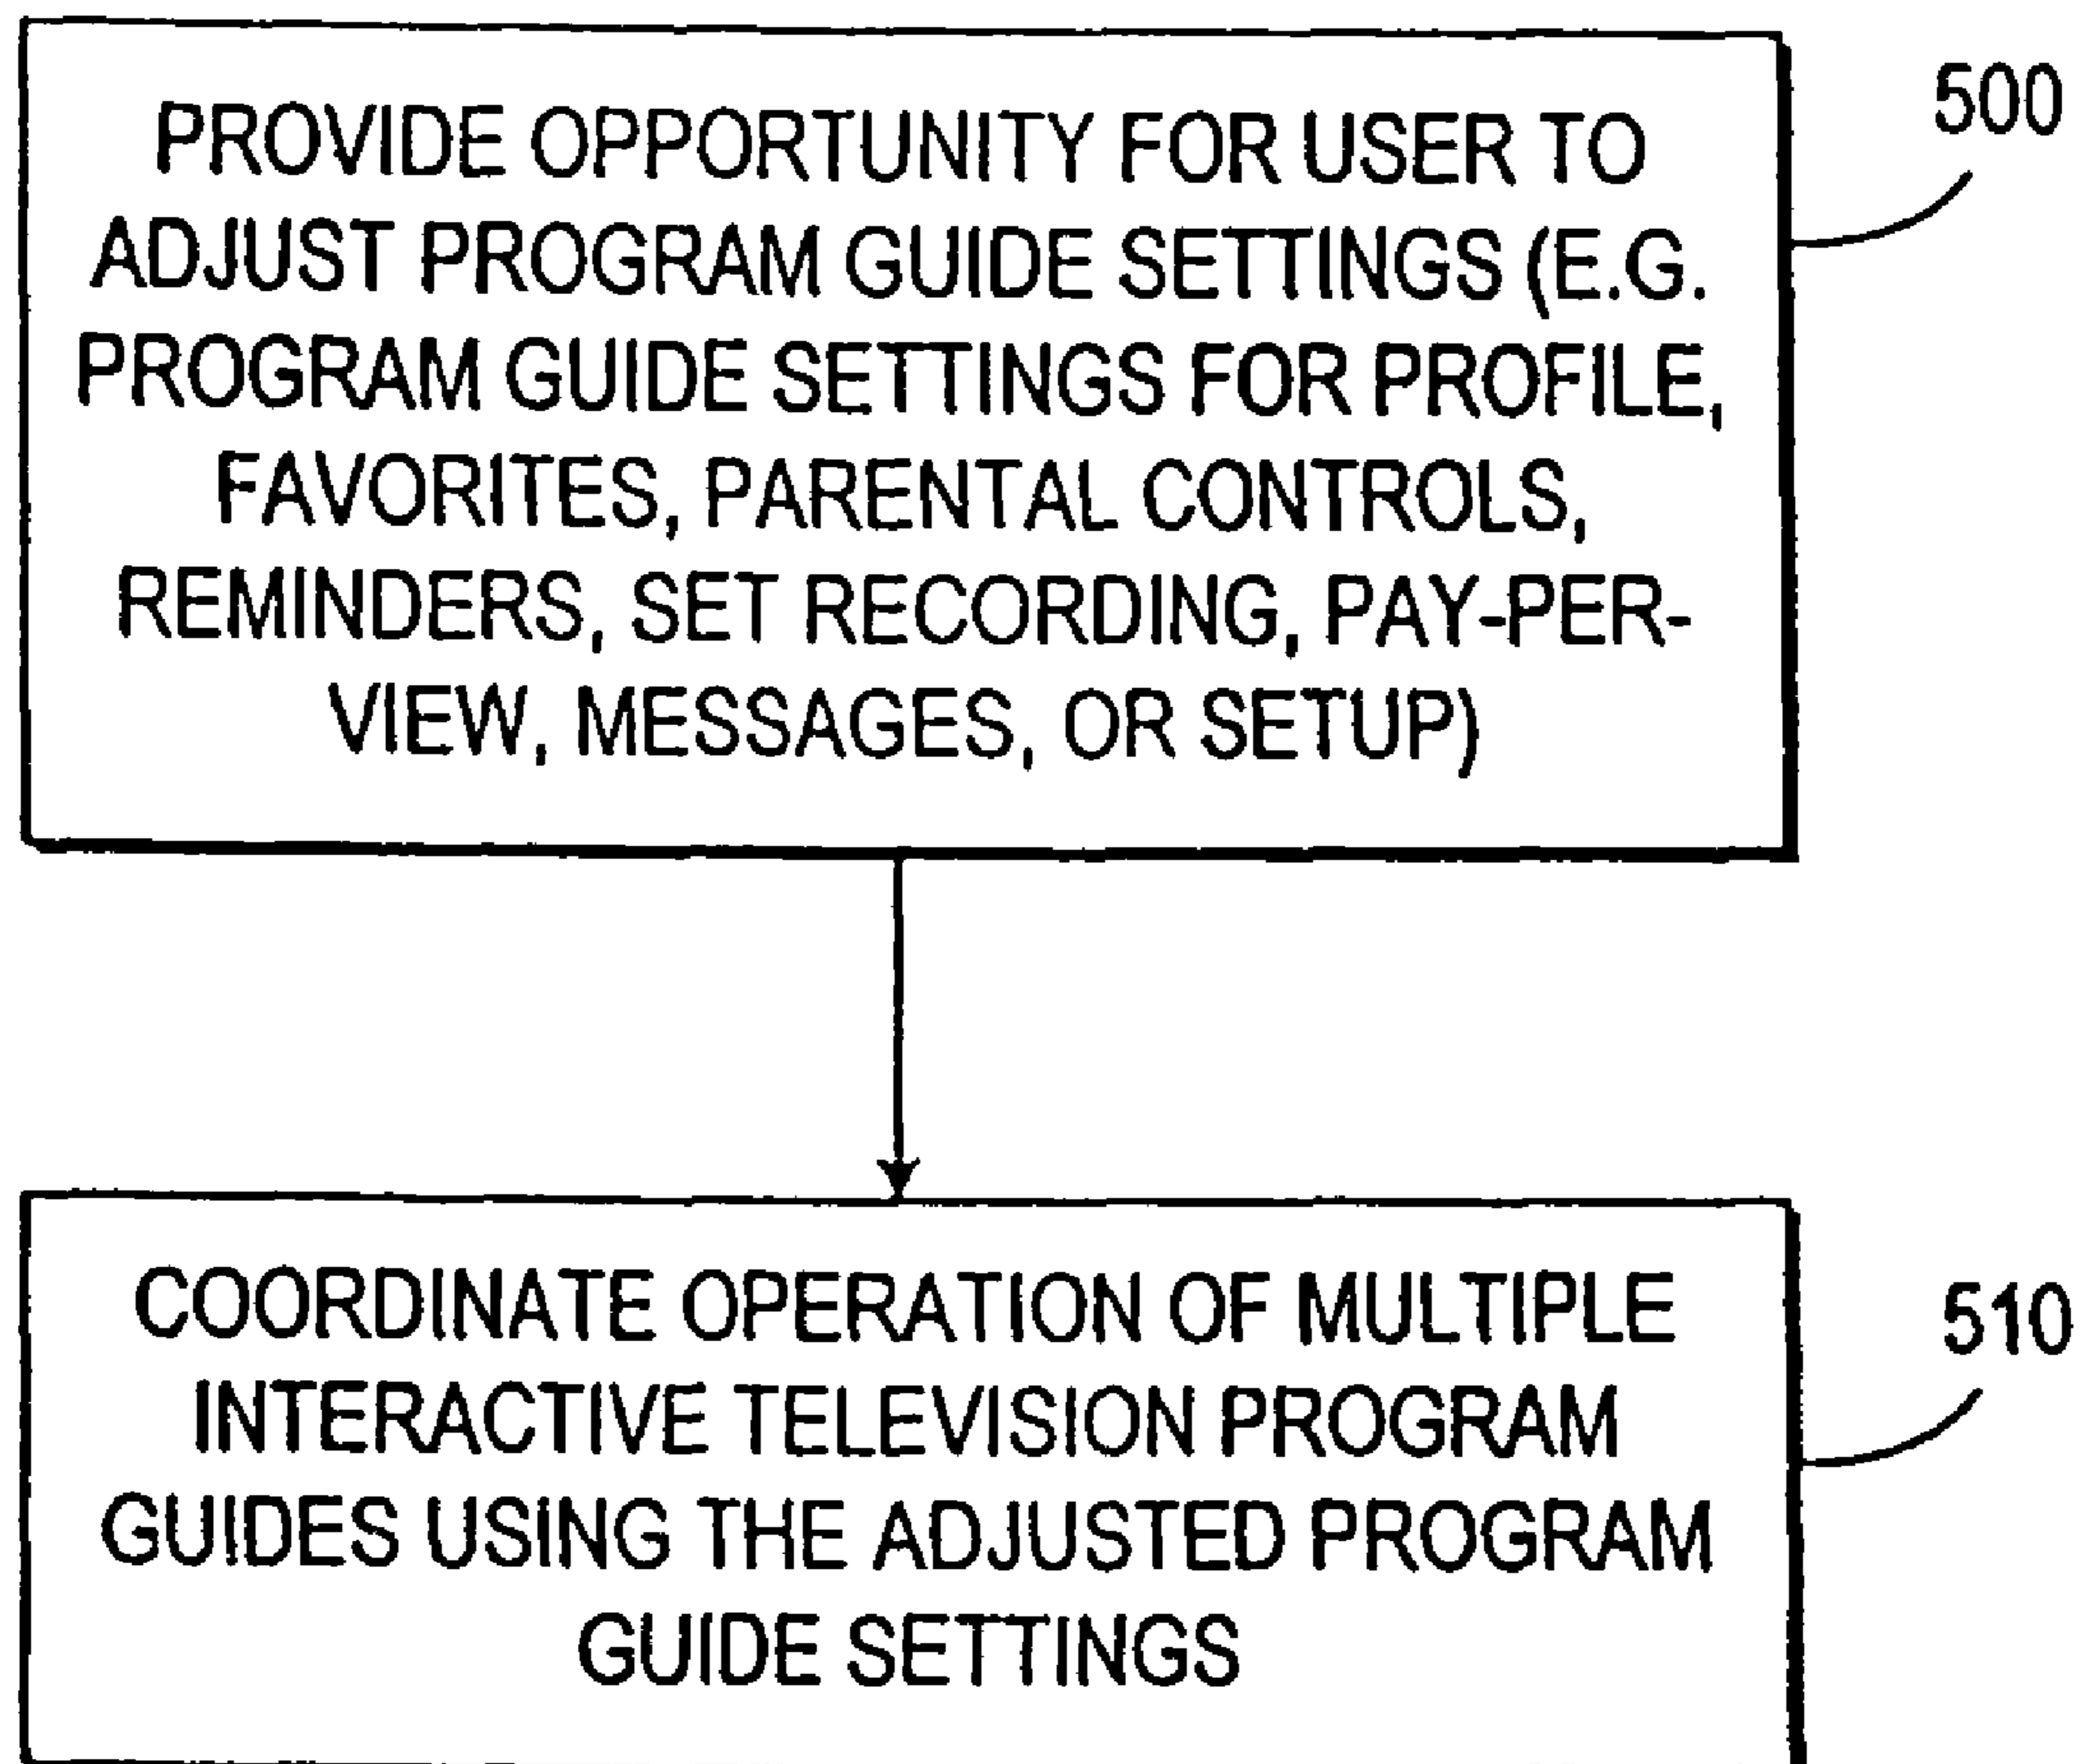 PROVIDE OPPORTUNITY FOR USER TO
ADJUST PROGRAM GUIDE SETTINGS (E.G.
PROGRAM GUIDE SETTINGS FOR PROFILE,
FAVORITES, PARENTAL CONTROLS,
REMINDERS, SET RECORDING, PAY-PER-
VIEW, MESSAGES, OR SETUP)
500
COORDINATE OPERATION OF MULTIPLE
INTERACTIVE TELEVISION PROGRAM
GUIDES USING THE ADJUSTED PROGRAM
GUIDE SETTINGS
510